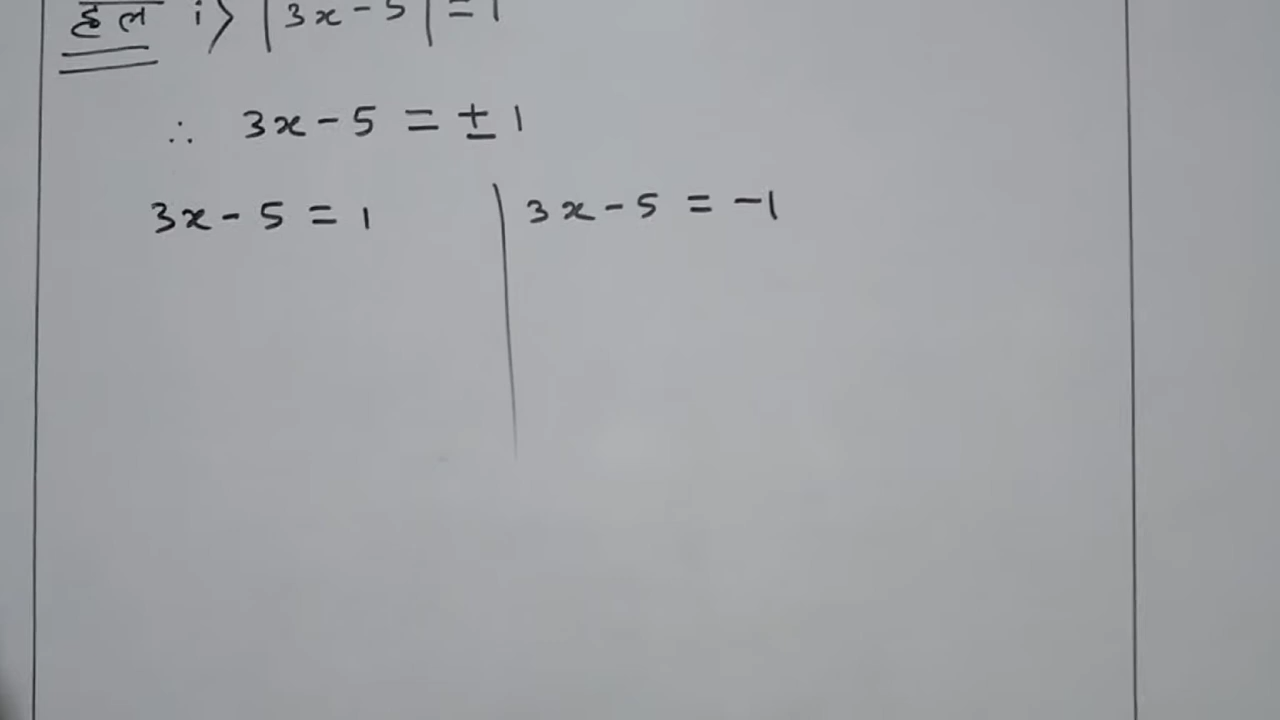 हल i> |3x-5| = 1
∴ 3x-5 = ± 1
3x-5 = 1 | 3x-5 = -1